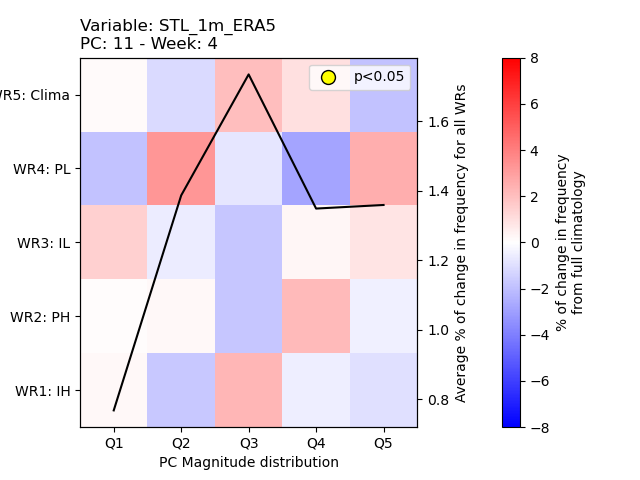 Variable: STL_1m_ERA5
PC: 11 - Week: 4
WR5: Clima
WR4: PL
WR3: IL
WR2: PH
WR1: IH
p<0.05
Q1 Q2 Q3 Q4 Q5
PC Magnitude distribution
1.6
1.4
1.2
1.0
0.8
Average % of change in frequency for all WRs
8
6
4
2
0
−2
−4
−6
−8
% of change in frequency
from full climatology